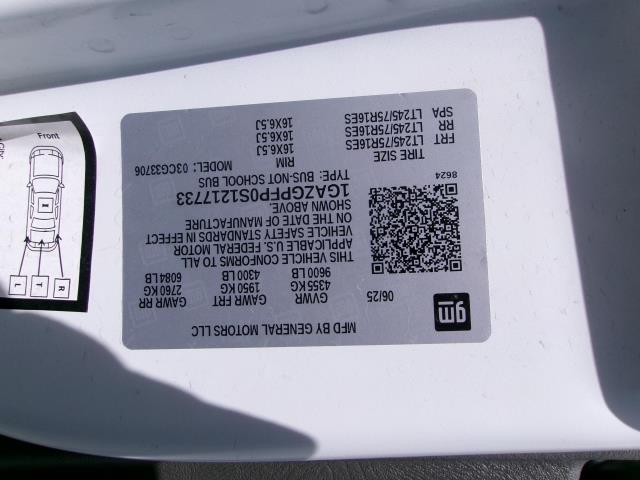 MFD BY GENERAL MOTORS LLC
gm
06/25
GVWR GAWR FRT GAWR RR
4355 KG 1950 KG 2760 KG
9600 LB 4300 LB 6084 LB
THIS VEHICLE CONFORMS TO ALL
APPLICABLE U.S. FEDERAL MOTOR
VEHICLE SAFETY STANDARDS IN EFFECT
ON THE DATE OF MANUFACTURE
SHOWN ABOVE.
1GAZGPFP0S1217733
TYPE: BUS-NOT SCHOOL BUS
MODEL: 03CG33706
8624
TIRE SIZE RIM
FRT LT245/75R16ES 16X6.5J
RR LT245/75R16ES 16X6.5J
SPA LT245/75R16ES 16X6.5J
Front
L T R